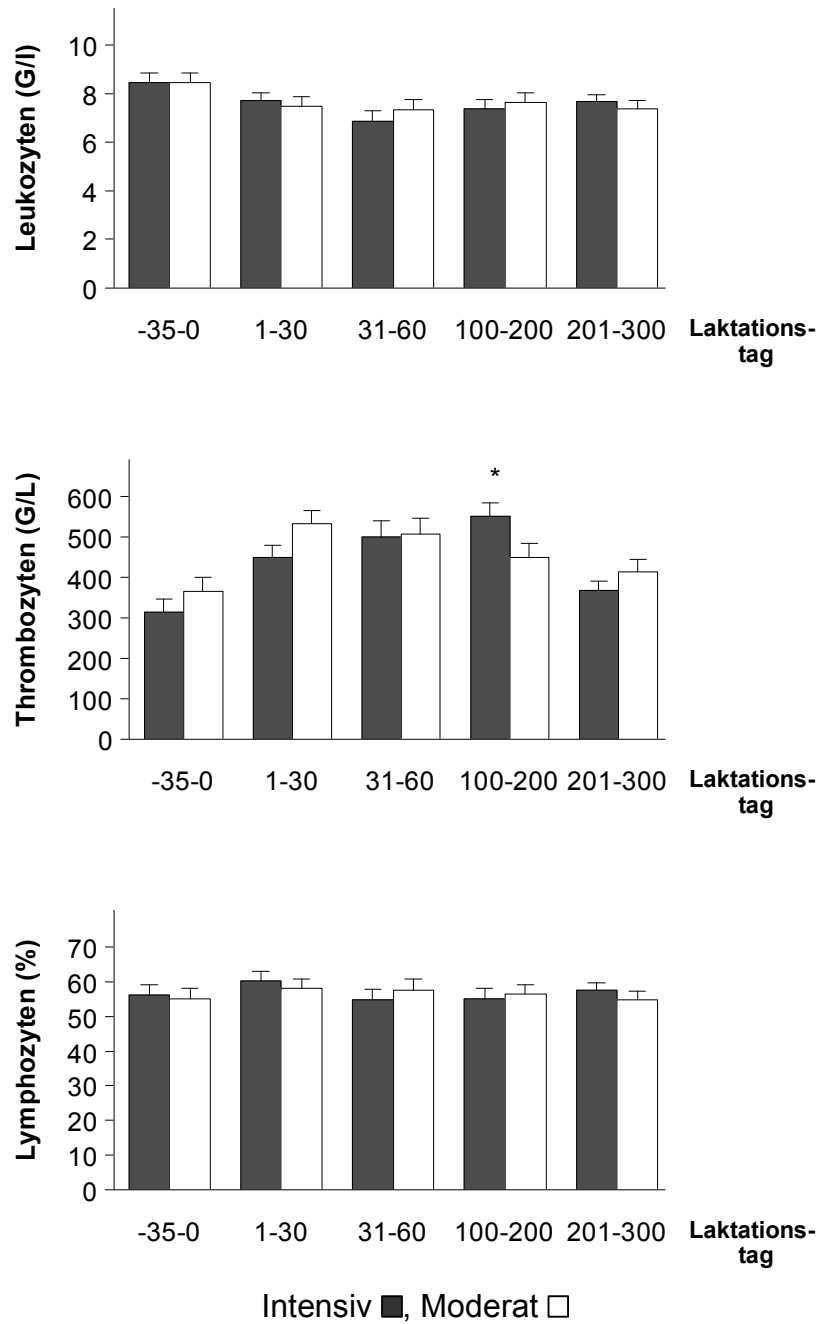 Leukozyten (G/l)
10
8
6
4
2
0
-35-0 1-30 31-60 100-200 201-300 Laktations-
tag
Thrombozyten (G/L)
*
600
500
400
300
200
100
0
-35-0 1-30 31-60 100-200 201-300 Laktations-
tag
Lymphozyten (%)
70
60
50
40
30
20
10
0
-35-0 1-30 31-60 100-200 201-300 Laktations-
tag
Intensiv ■, Moderat □